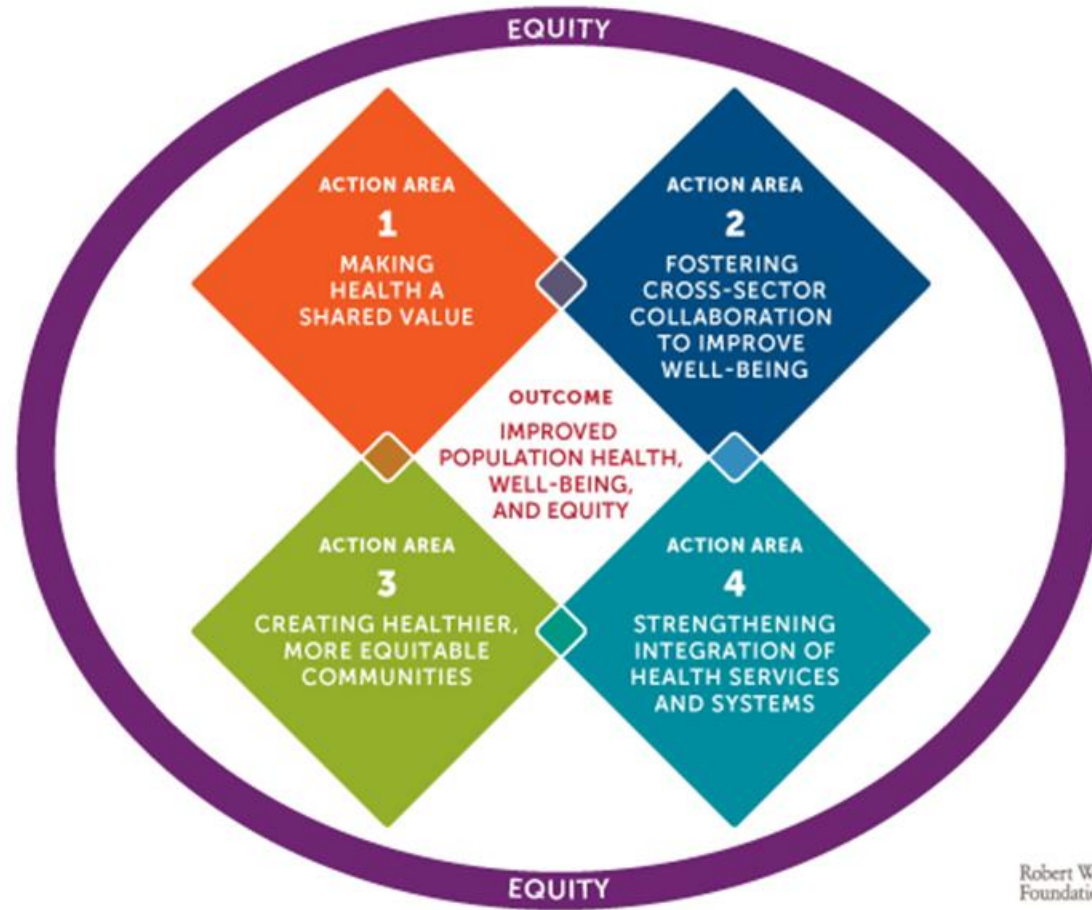 EQUITY
ACTION AREA
1
MAKING
HEALTH A
SHARED VALUE
ACTION AREA
2
FOSTERING
CROSS-SECTOR
COLLABORATION
TO IMPROVE
WELL-BEING
OUTCOME
IMPROVED
POPULATION HEALTH,
WELL-BEING,
AND EQUITY
ACTION AREA
3
CREATING HEALTHIER,
MORE EQUITABLE
COMMUNITIES
ACTION AREA
4
STRENGTHENING
INTEGRATION OF
HEALTH SERVICES
AND SYSTEMS
EQUITY
Robert